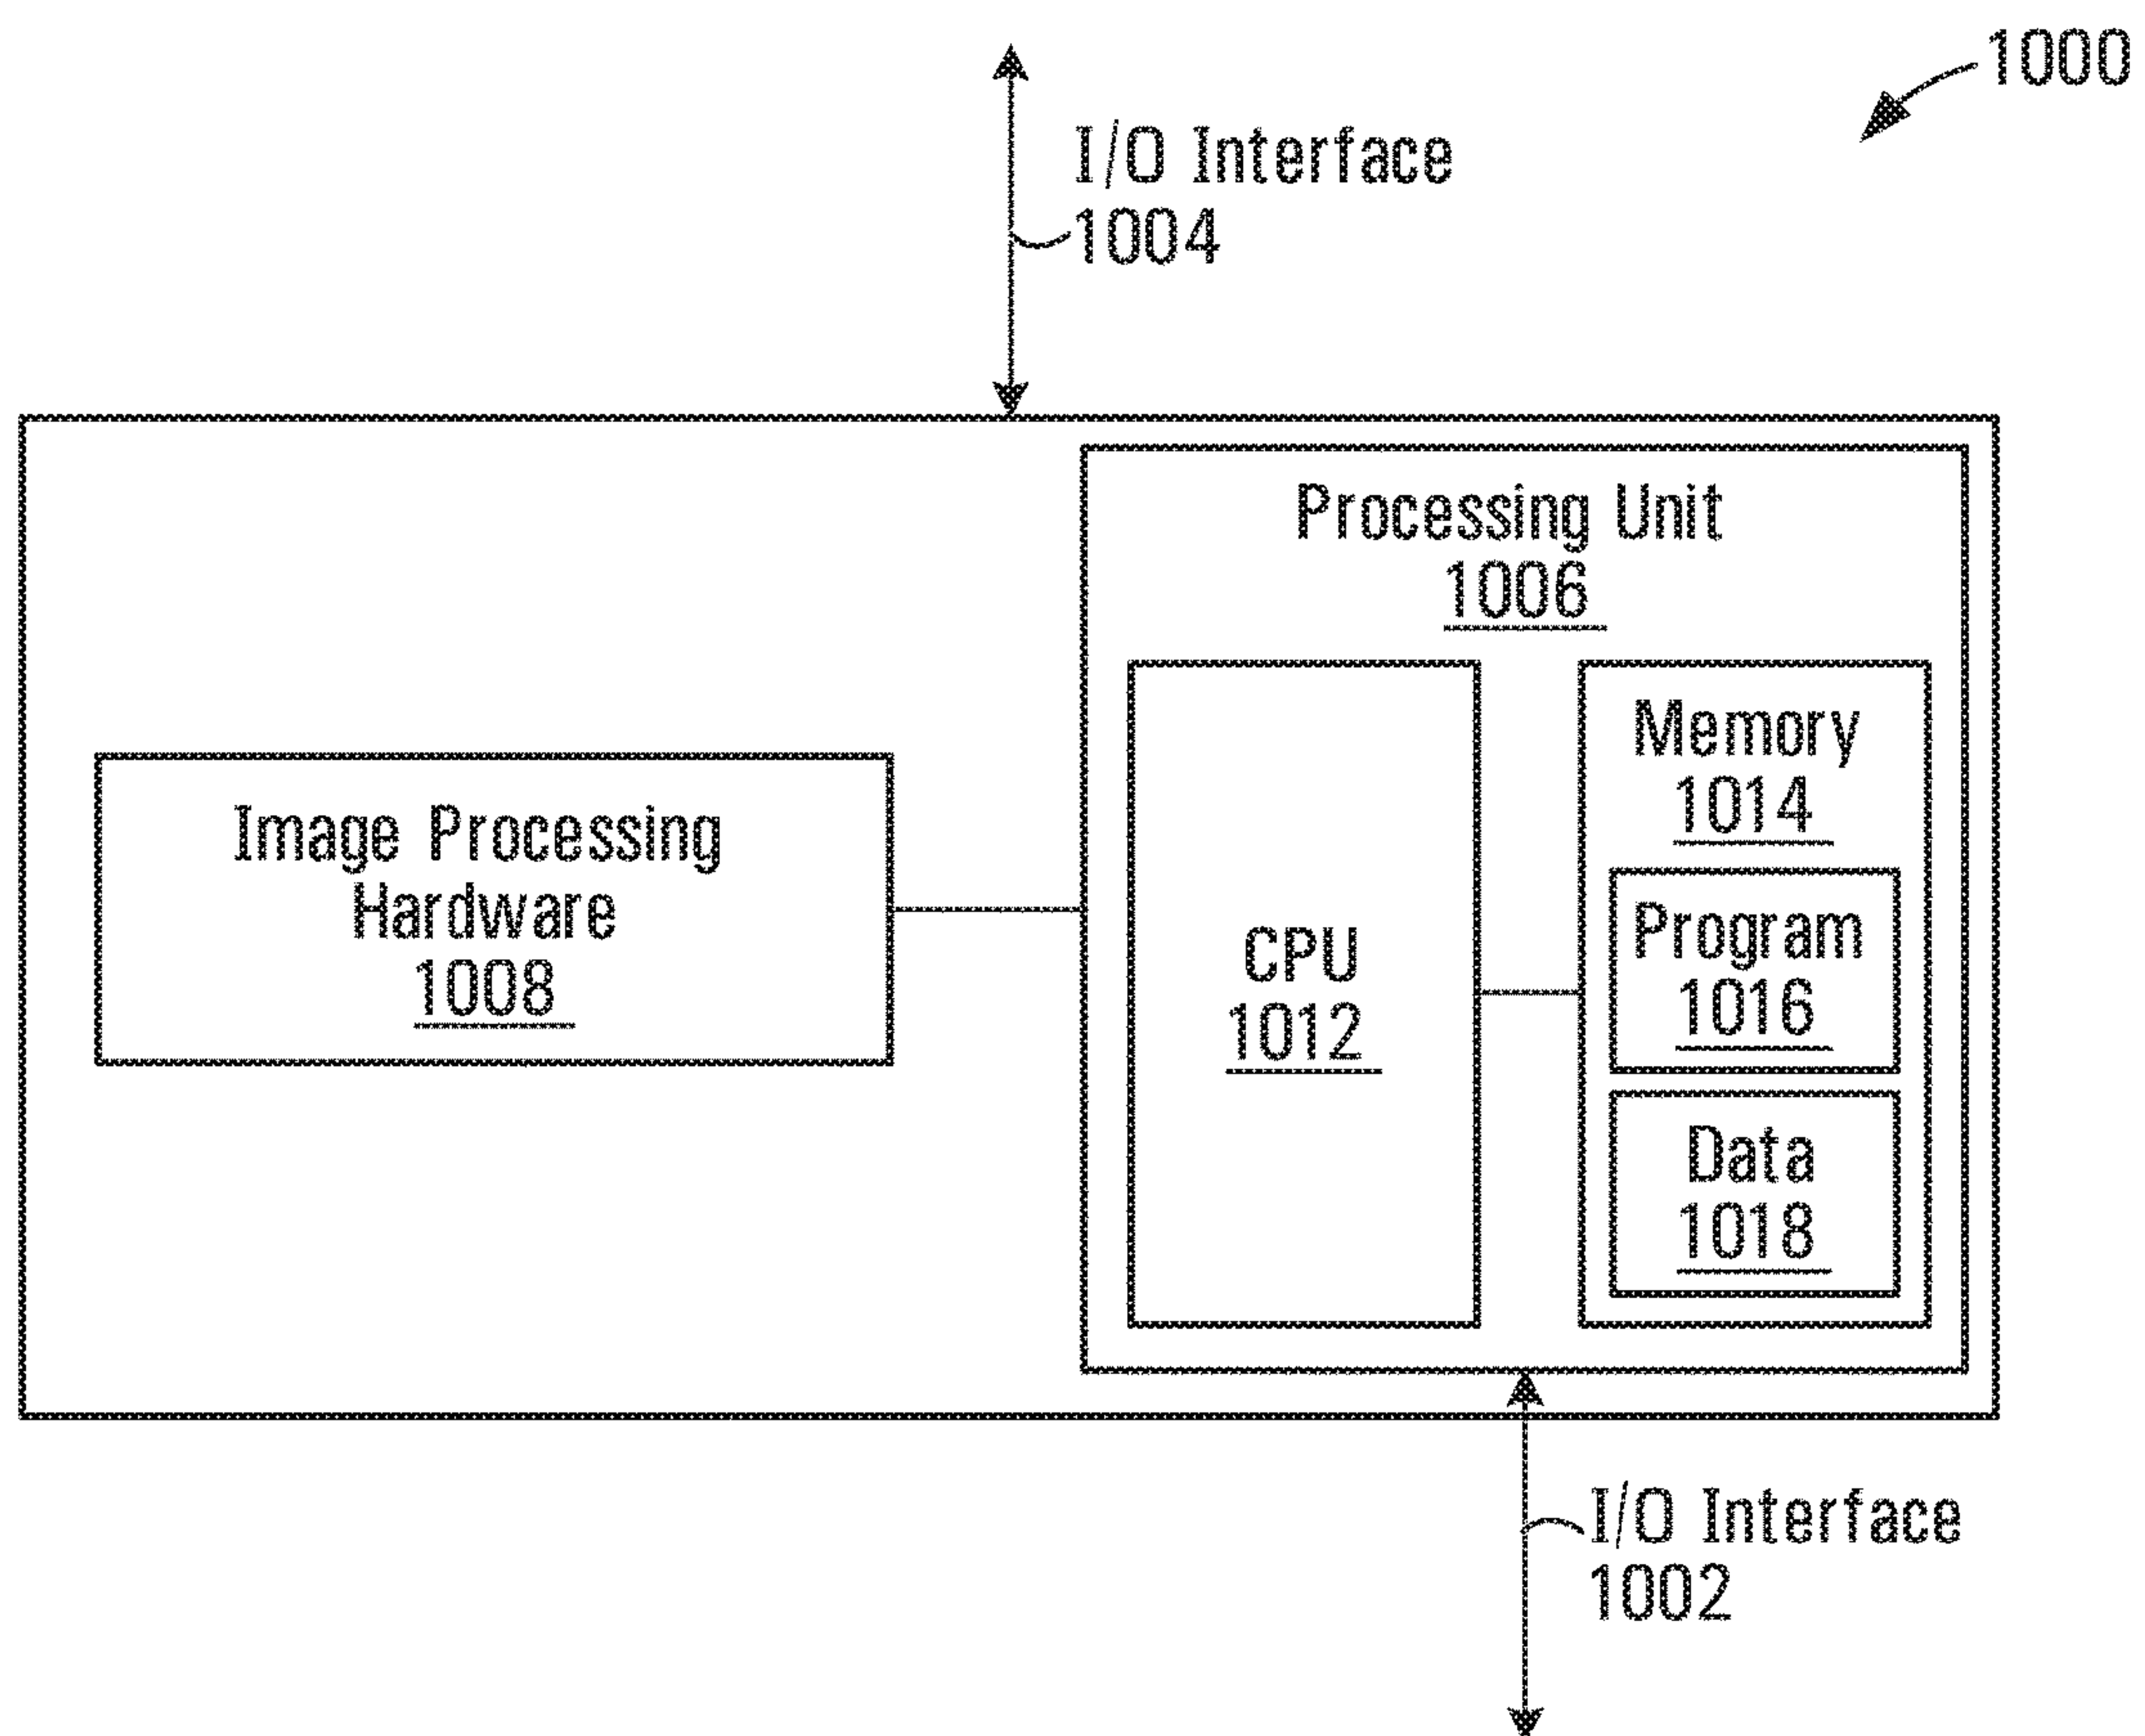 1000
I/O Interface
1004
Processing Unit
1006
Memory
1014
Image Processing
Hardware
1008
Program
1016
CPU
1012
Data
1018
I/O Interface
1002